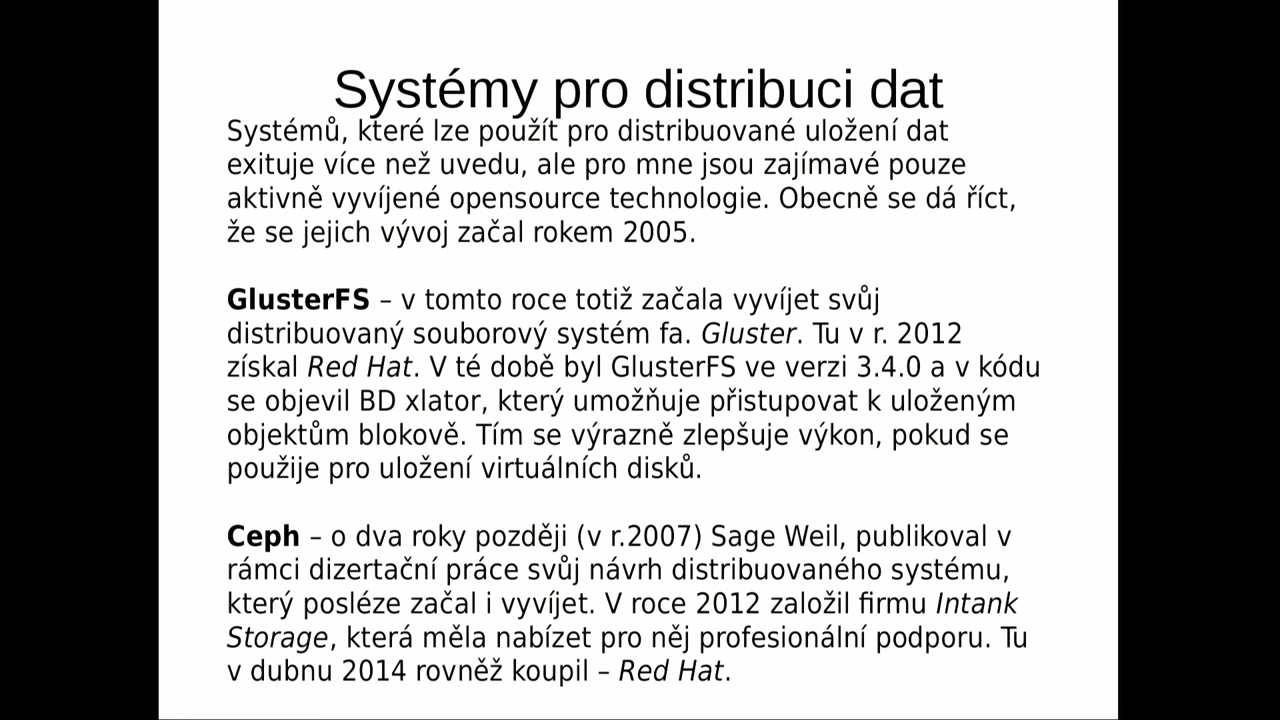 Systémy pro distribuci dat
Systémů, které lze použít pro distribuované uložení dat
exituje více než uvedu, ale pro mne jsou zajímavé pouze
aktivně vyvíjené opensource technologie. Obecně se dá říct,
že se jejich vývoj začal rokem 2005.
GlusterFS – v tomto roce totiž začala vyvíjet svůj
distribuovaný souborový systém fa. Gluster. Tu v r. 2012
získal Red Hat. V té době byl GlusterFS ve verzi 3.4.0 a v kódu
se objevil BD xlator, který umožňuje přistupovat k uloženým
objektům blokově. Tím se výrazně zlepšuje výkon, pokud se
použije pro uložení virtuálních disků.
Ceph – o dva roky později (v r.2007) Sage Weil, publikoval v
rámci dizertační práce svůj návrh distribuovaného systému,
který posléze začal i vyvíjet. V roce 2012 založil firmu Intank
Storage, která měla nabízet pro něj profesionální podporu. Tu
v dubnu 2014 rovněž koupil – Red Hat.